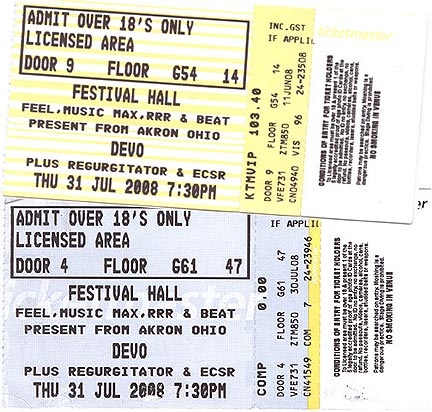 ADMIT OVER 18'S ONLY
LICENSED AREA
DOOR 9 FLOOR G54 14
FESTIVAL HALL
FEEL,MUSIC MAX,RRR & BEAT
PRESENT FROM AKRON OHIO
DEVO
PLUS REGURGITATOR & ECSR
THU 31 JUL 2008 7:30PM
KTMVIP 103.40
INC.GST
IF APPLIC
DOOR 9 FLOOR G54 14
VFE731 ZTM850 11JUN08
CN04940 VIS 96 24-23508
ticketmaster
CONDITIONS OF ENTRY FOR TICKET HOLDERS
NO SMOKING IN VENUE
ADMIT OVER 18'S ONLY
LICENSED AREA
DOOR 4 FLOOR G61 47
FESTIVAL HALL
FEEL,MUSIC MAX,RRR & BEAT
PRESENT FROM AKRON OHIO
DEVO
PLUS REGURGITATOR & ECSR
THU 31 JUL 2008 7:30PM
COMP 0.00
IF APPLIC
DOOR 4 FLOOR G61 47
VFE731 ZTM850 30JUL08
CN41549 COM 7 24-23946
CONDITIONS OF ENTRY FOR TICKET HOLDERS
NO SMOKING IN VENUE